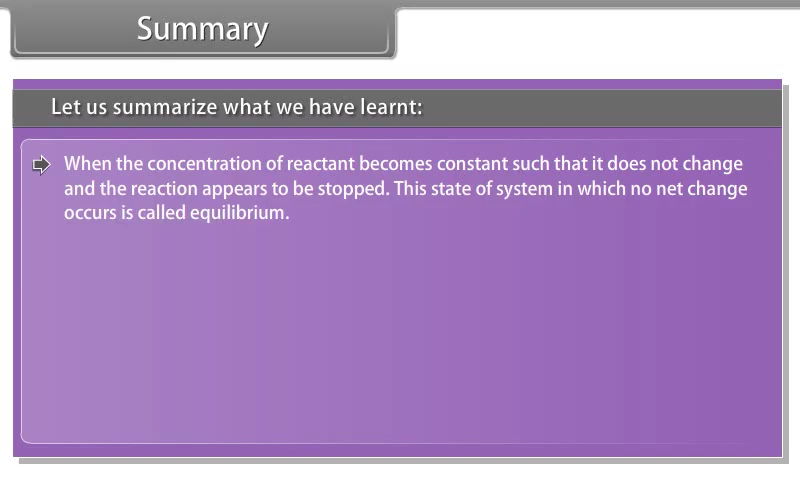 Summary
Let us summarize what we have learnt:
When the concentration of reactant becomes constant such that it does not change
and the reaction appears to be stopped. This state of system in which no net change
occurs is called equilibrium.